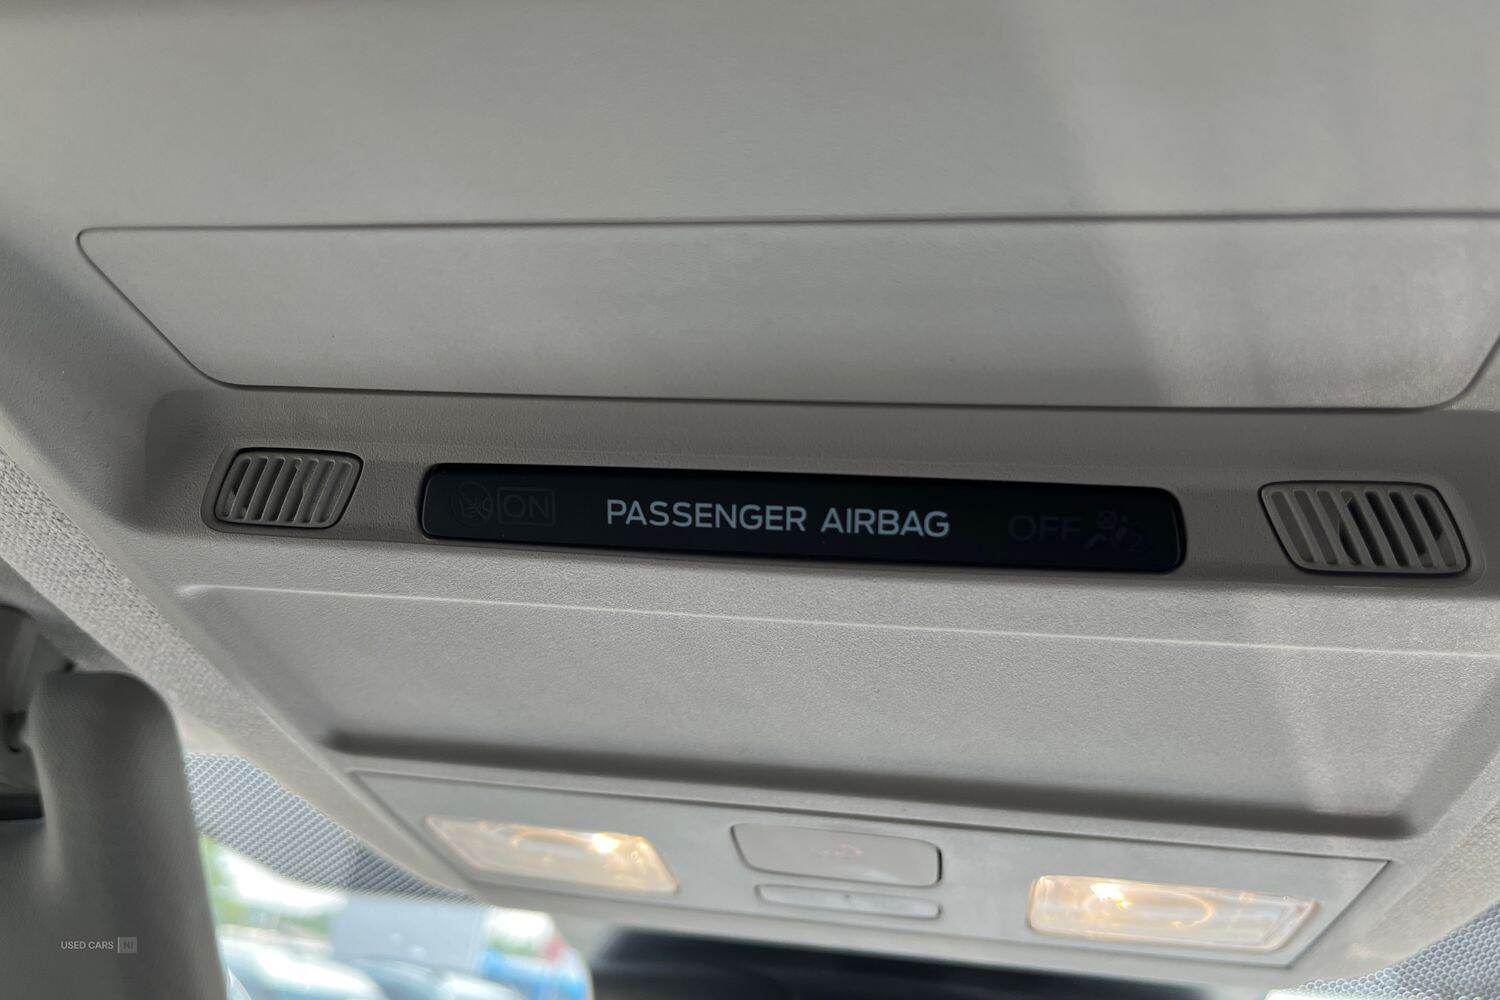 ON PASSENGER AIRBAG OFF
USED CARS NI